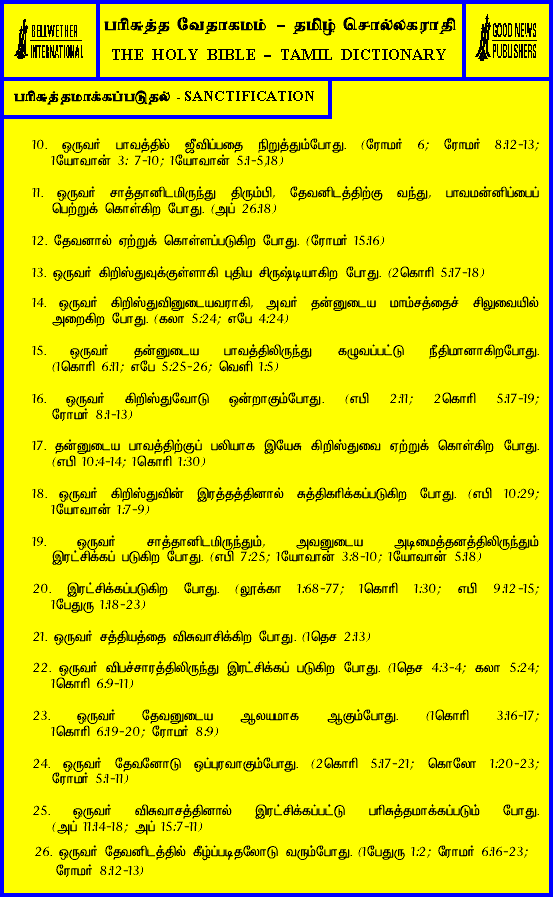 BELLWETHER
INTERNATIONAL
பரிசுத்த வேதாகமம் - தமிழ் சொல்லகராதி
THE HOLY BIBLE - TAMIL DICTIONARY
GOOD NEWS
PUBLISHERS
பரிசுத்தமாக்கப்படுதல் - SANCTIFICATION
10. ஒருவர் பாவத்தில் ஜீவிப்பதை நிறுத்தும்போது. (ரோமர் 6; ரோமர் 8:12-13;
1யோவான் 3: 7-10; 1யோவான் 5:1-5,18)
11. ஒருவர் சாத்தானிடமிருந்து திரும்பி, தேவனிடத்திற்கு வந்து, பாவமன்னிப்பைப்
பெற்றுக் கொள்கிற போது. (அப் 26:18)
12. தேவனால் ஏற்றுக் கொள்ளப்படுகிற போது. (ரோமர் 15:16)
13. ஒருவர் கிறிஸ்துவுக்குள்ளாகி புதிய சிருஷ்டியாகிற போது. (2கொரி 5:17-18)
14. ஒருவர் கிறிஸ்துவினுடையவராகி, அவர் தன்னுடைய மாம்சத்தைச் சிலுவையில்
அறைகிற போது. (கலா 5:24; எபே 4:24)
15. ஒருவர் தன்னுடைய பாவத்திலிருந்து கழுவப்பட்டு நீதிமானாகிறபோது.
(1கொரி 6:11; எபே 5:25-26; வெளி 1:5)
16. ஒருவர் கிறிஸ்துவோடு ஒன்றாகும்போது. (எபி 2:11; 2கொரி 5:17-19;
ரோமர் 8:1-13)
17. தன்னுடைய பாவத்திற்குப் பலியாக இயேசு கிறிஸ்துவை ஏற்றுக் கொள்கிற போது.
(எபி 10:4-14; 1கொரி 1:30)
18. ஒருவர் கிறிஸ்துவின் இரத்தத்தினால் சுத்திகரிக்கப்படுகிற போது. (எபி 10:29;
1யோவான் 1:7-9)
19. ஒருவர் சாத்தானிடமிருந்தும், அவனுடைய அடிமைத்தனத்திலிருந்தும்
இரட்சிக்கப் படுகிற போது. (எபி 7:25; 1யோவான் 3:8-10; 1யோவான் 5:18)
20. இரட்சிக்கப்படுகிற போது. (லூக்கா 1:68-77; 1கொரி 1:30; எபி 9:12-15;
1பேதுரு 1:18-23)
21. ஒருவர் சத்தியத்தை விசுவாசிக்கிற போது. (1தெச 2:13)
22. ஒருவர் விபச்சாரத்திலிருந்து இரட்சிக்கப் படுகிற போது. (1தெச 4:3-4; கலா 5:24;
1கொரி 6:9-11)
23. ஒருவர் தேவனுடைய ஆலயமாக ஆகும்போது. (1கொரி 3:16-17;
1கொரி 6:19-20; ரோமர் 8:9)
24. ஒருவர் தேவனோடு ஒப்புரவாகும்போது. (2கொரி 5:17-21; கொலோ 1:20-23;
ரோமர் 5:1-11)
25. ஒருவர் விசுவாசத்தினால் இரட்சிக்கப்பட்டு பரிசுத்தமாக்கப்படும் போது.
(அப் 11:14-18; அப் 15:7-11)
26. ஒருவர் தேவனிடத்தில் கீழ்ப்படிதலோடு வரும்போது. (1பேதுரு 1:2; ரோமர் 6:16-23;
ரோமர் 8:12-13)